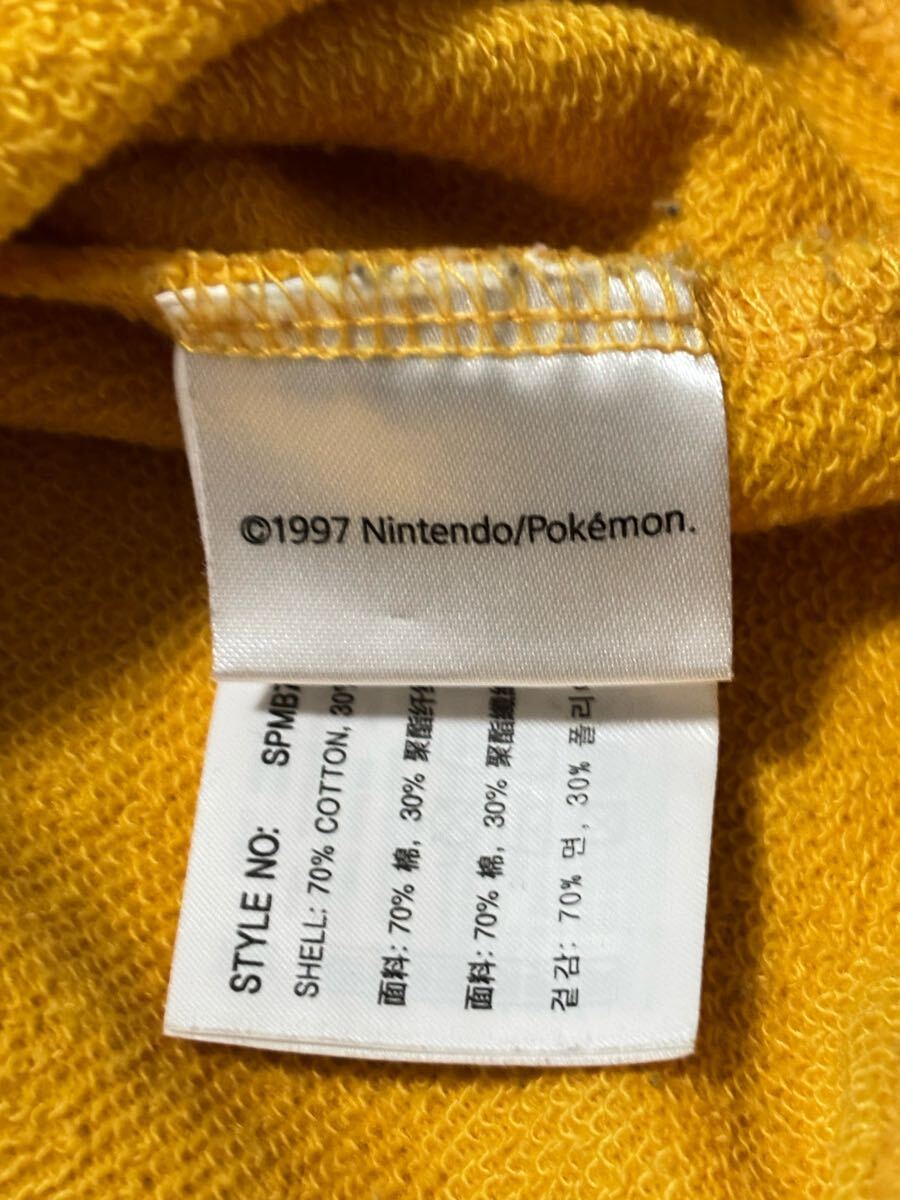 ©1997 Nintendo/Pokémon.
STYLE NO: SPMB7
SHELL: 70% COTTON, 30%
面料: 70% 棉, 30% 聚酯纤
面料: 70% 棉, 30% 聚酯纖
겉감: 70% 면, 30% 폴리